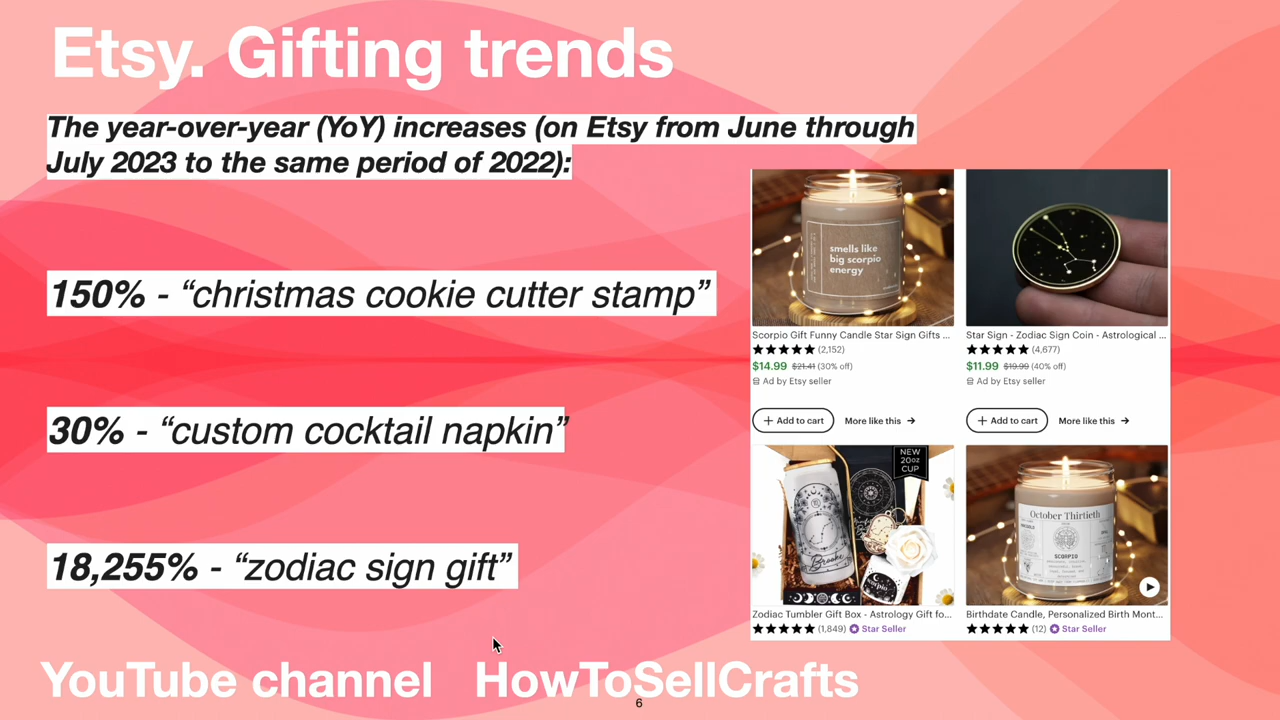 Etsy. Gifting trends
The year-over-year (YoY) increases (on Etsy from June through
July 2023 to the same period of 2022):
150% - “christmas cookie cutter stamp”
30% - “custom cocktail napkin”
18,255% - “zodiac sign gift”
smells like
big scorpio
energy
Scorpio Gift Funny Candle Star Sign Gifts ...
★★★★★ (2,152)
$14.99 $21.41 (30% off)
Ad by Etsy seller
+ Add to cart More like this →
Star Sign - Zodiac Sign Coin - Astrological ...
★★★★★ (4,677)
$11.99 $19.99 (40% off)
Ad by Etsy seller
+ Add to cart More like this →
NEW
20oz
CUP
Brooke
scorpio
Zodiac Tumbler Gift Box - Astrology Gift fo...
★★★★★ (1,849) Star Seller
October Thirtieth
SCORPIO
Birthdate Candle, Personalized Birth Mont...
★★★★★ (12) Star Seller
YouTube channel HowToSellCrafts
6